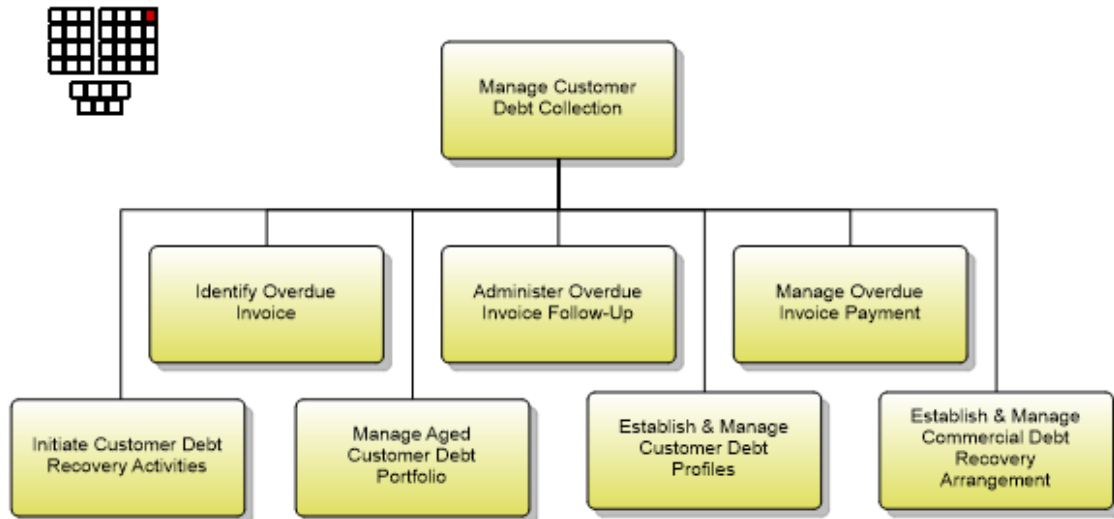 Manage Customer
Debt Collection
Identify Overdue
Invoice
Administer Overdue
Invoice Follow-Up
Manage Overdue
Invoice Payment
Initiate Customer Debt
Recovery Activities
Manage Aged
Customer Debt
Portfolio
Establish & Manage
Customer Debt
Profiles
Establish & Manage
Commercial Debt
Recovery
Arrangement